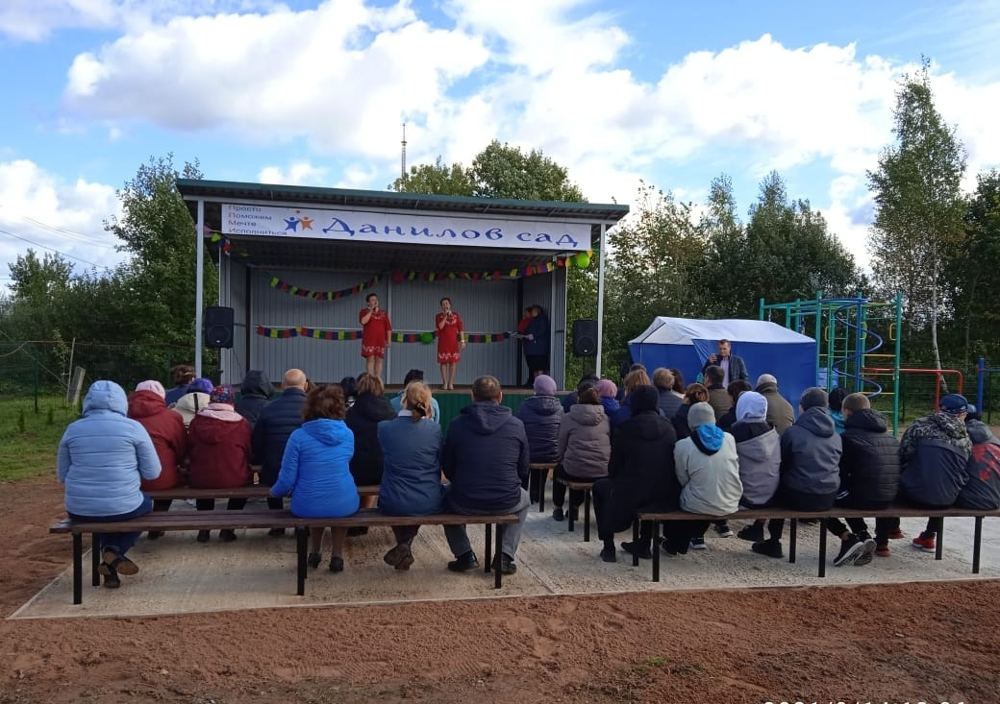 Просто
Поможем
Мечте
Исполниться
Данилов сад